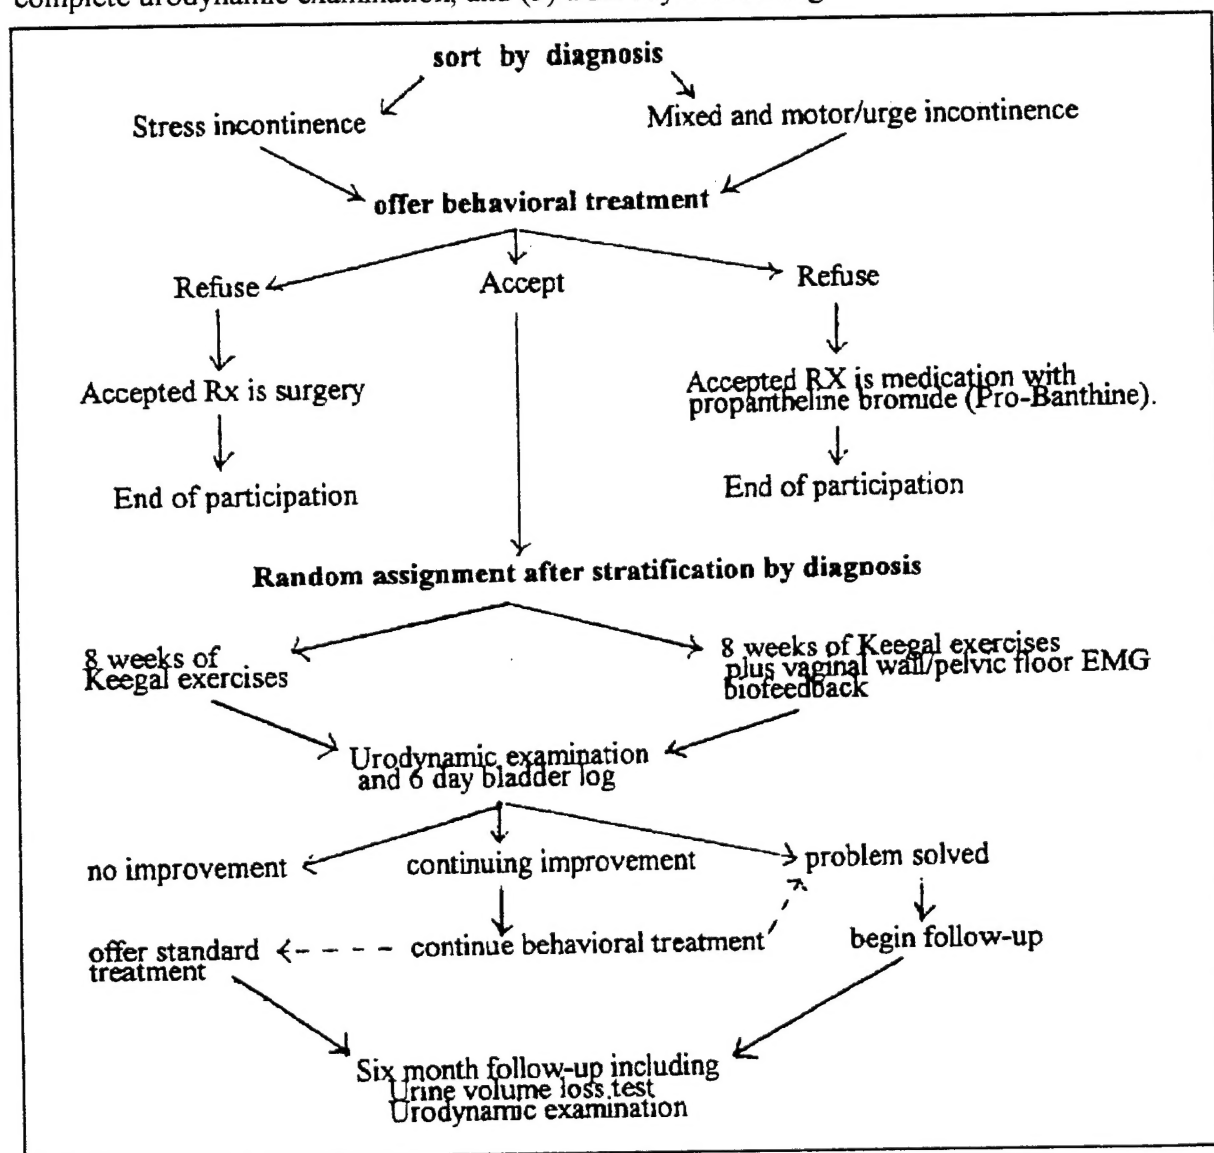 sort by diagnosis
Stress incontinence
Mixed and motor/urge incontinence
offer behavioral treatment
Refuse
Accept
Refuse
Accepted Rx is surgery
Accepted RX is medication with
propantheline bromide (Pro-Banthine).
End of participation
End of participation
Random assignment after stratification by diagnosis
8 weeks of
Keegal exercises
8 weeks of Keegal exercises
plus vaginal wall/pelvic floor EMG
biofeedback
Urodynamic examination
and 6 day bladder log
no improvement
continuing improvement
problem solved
offer standard
treatment
continue behavioral treatment
begin follow-up
Six month follow-up including
Urine volume loss test
Urodynamic examination